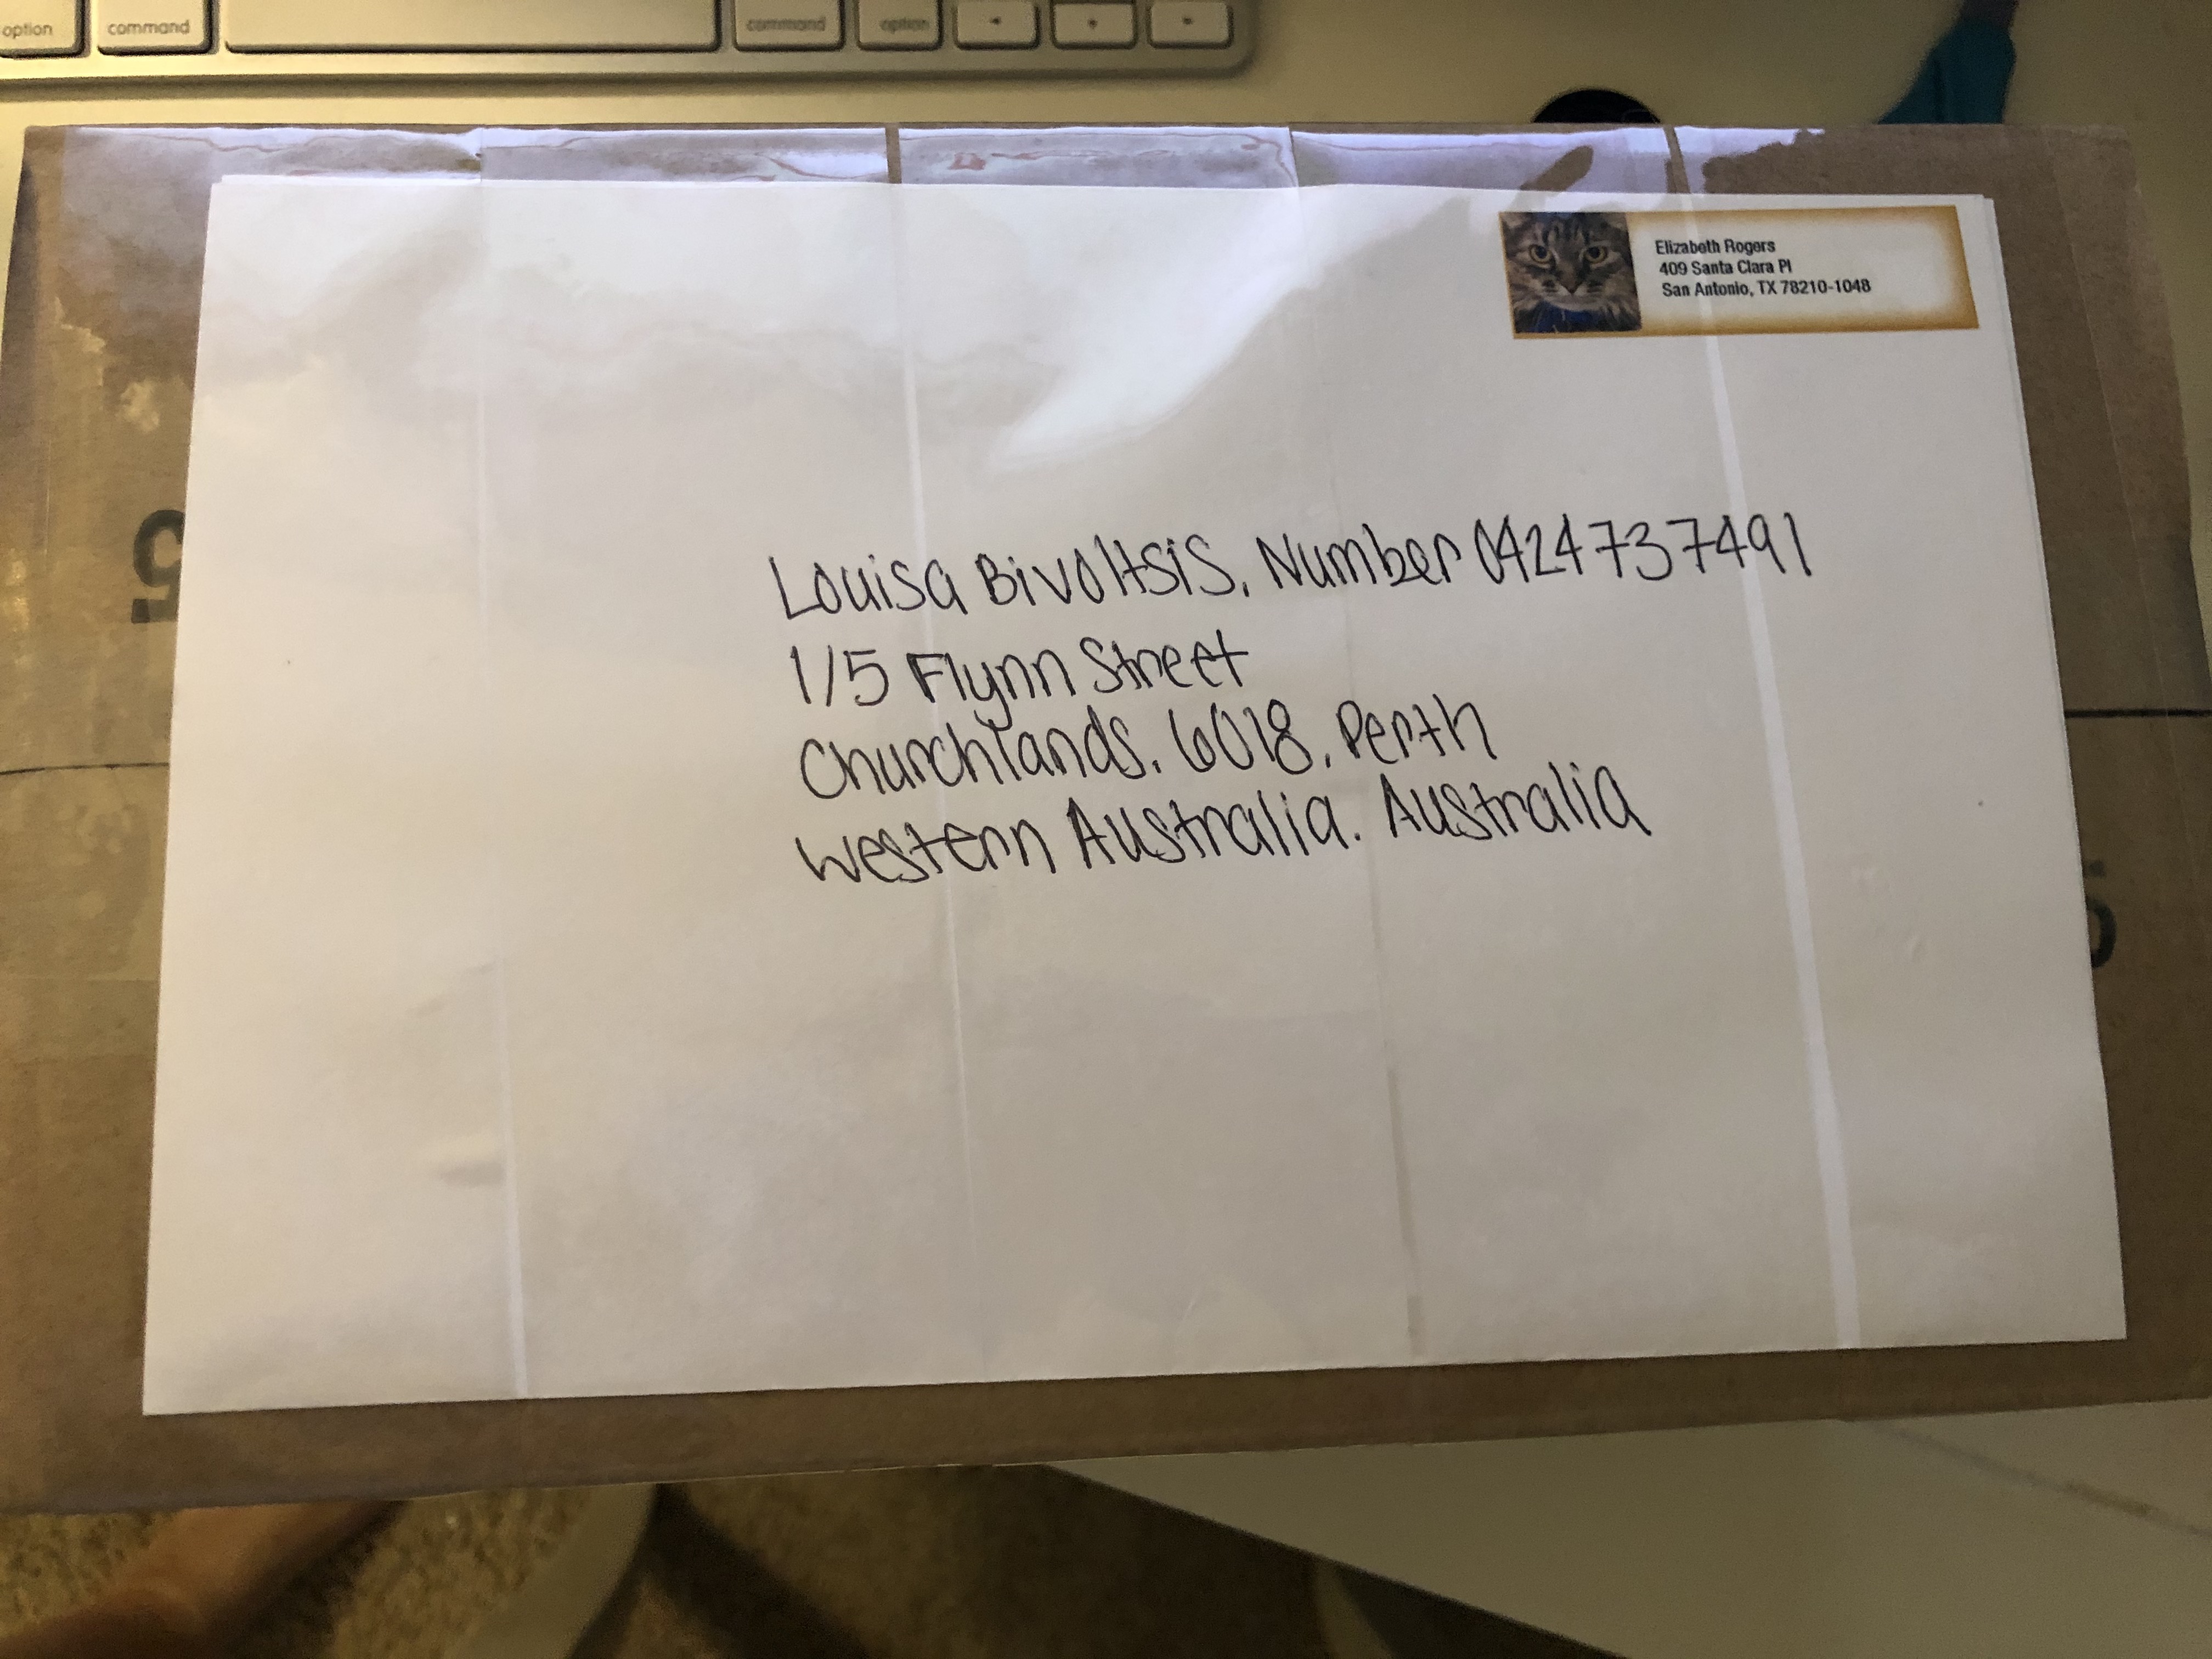 option command command option
Elizabeth Rogers
409 Santa Clara Pl
San Antonio, TX 78210-1048
Louisa Bivoltsis, Number 0424737491
1/5 Flynn Street
Churchlands, 6018, Perth
Western Australia. Australia
5